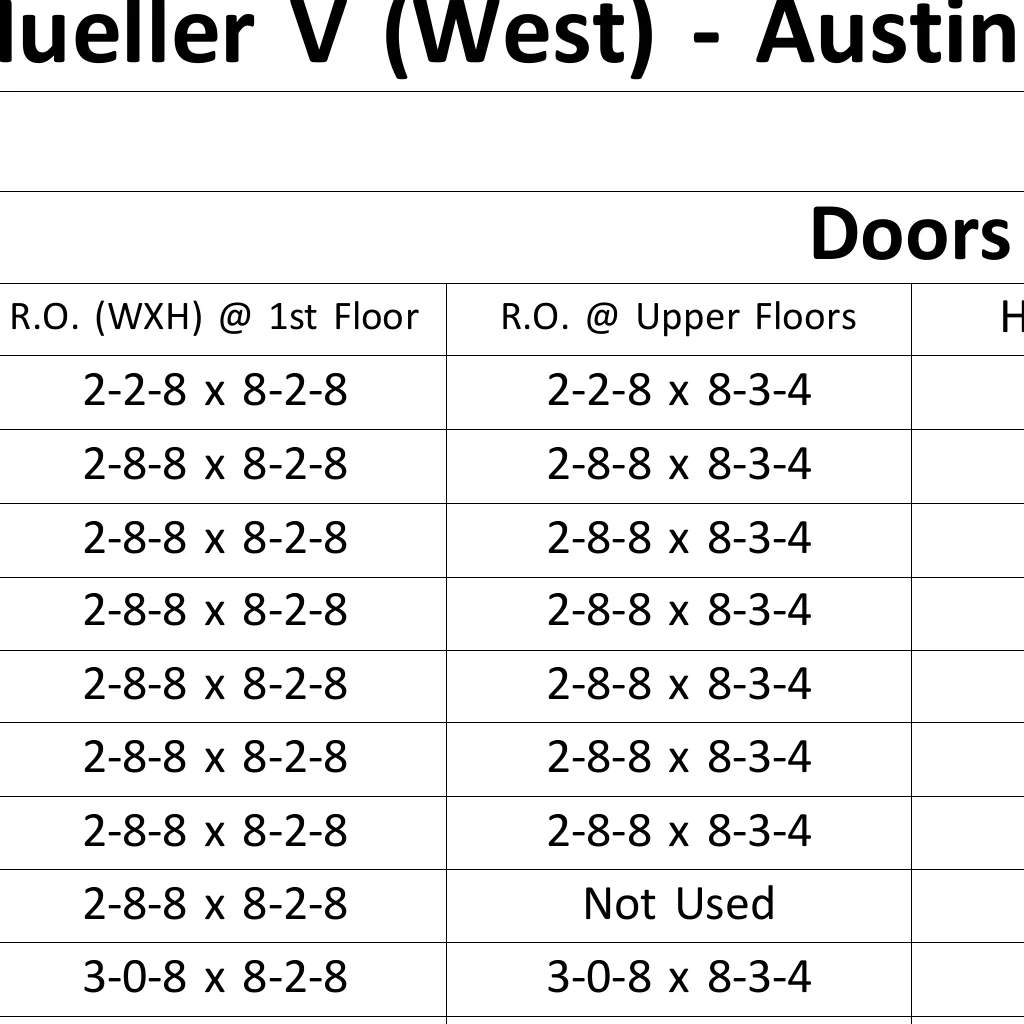 ueller V (West) - Austin
Doors
R.O. (WXH) @ 1st Floor R.O. @ Upper Floors H
2-2-8 x 8-2-8 2-2-8 x 8-3-4
2-8-8 x 8-2-8 2-8-8 x 8-3-4
2-8-8 x 8-2-8 2-8-8 x 8-3-4
2-8-8 x 8-2-8 2-8-8 x 8-3-4
2-8-8 x 8-2-8 2-8-8 x 8-3-4
2-8-8 x 8-2-8 2-8-8 x 8-3-4
2-8-8 x 8-2-8 2-8-8 x 8-3-4
2-8-8 x 8-2-8 Not Used
3-0-8 x 8-2-8 3-0-8 x 8-3-4